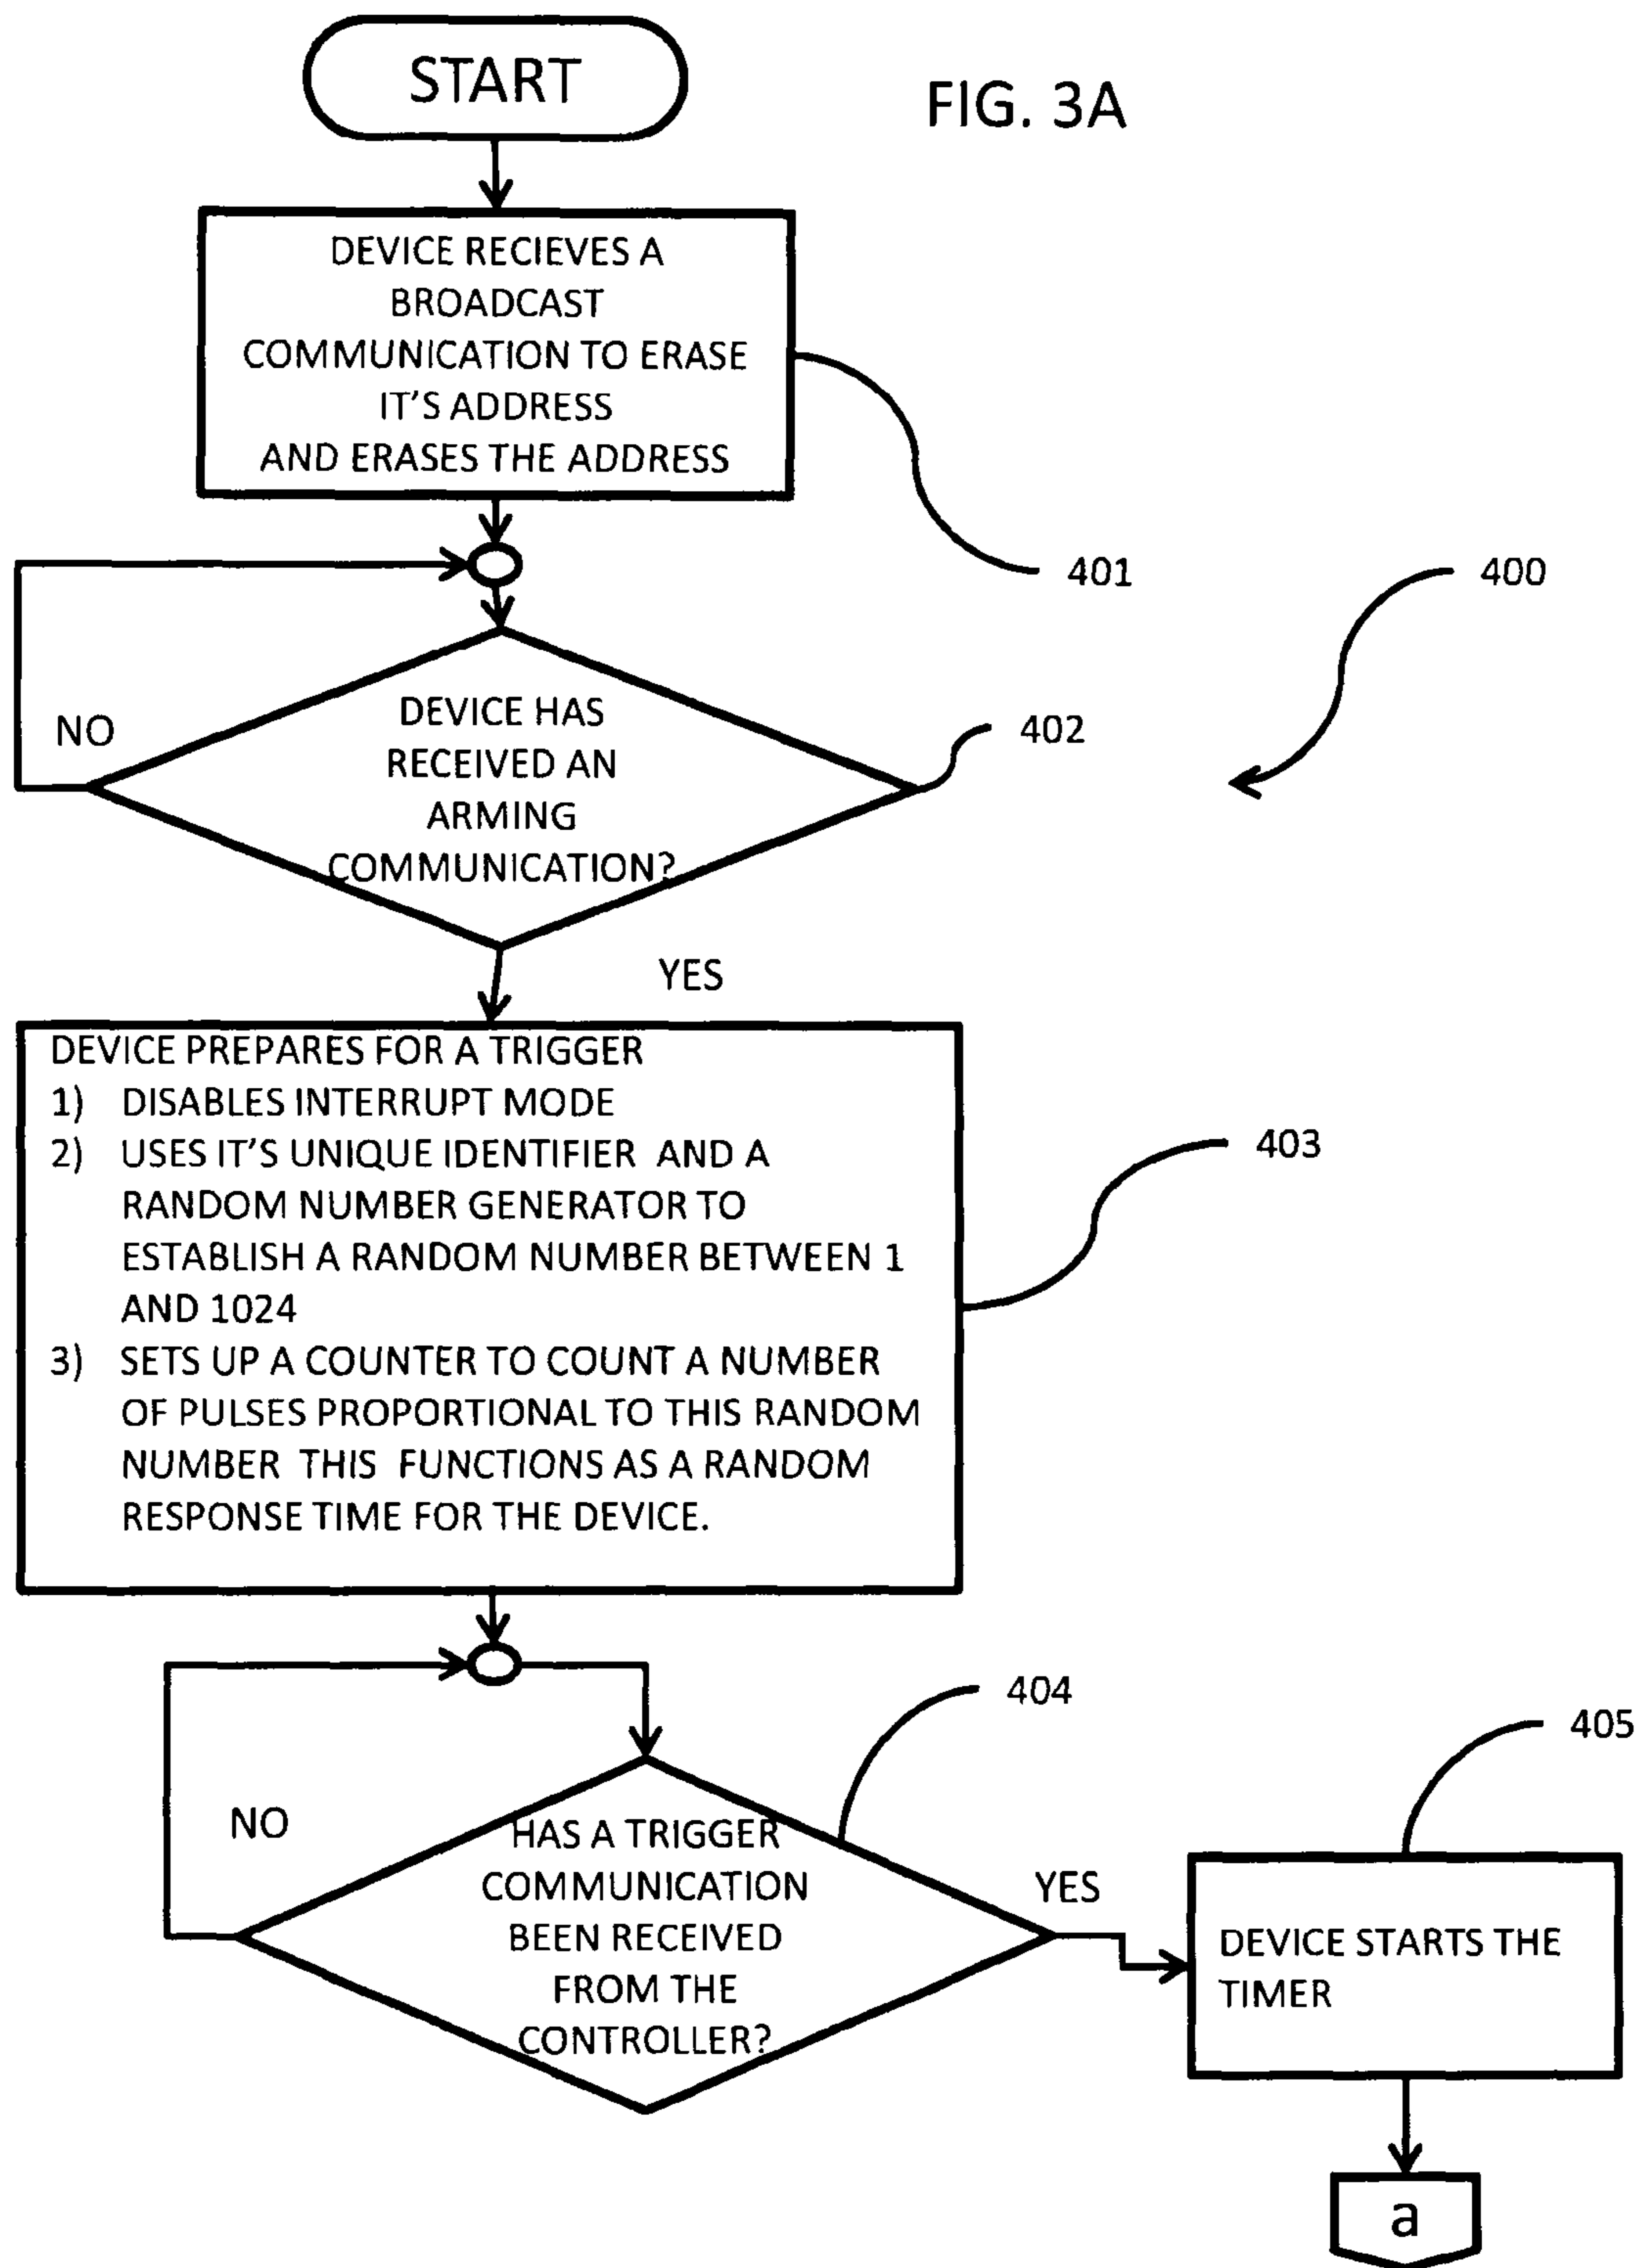 START
FIG. 3A
DEVICE RECIEVES A
BROADCAST
COMMUNICATION TO ERASE
IT'S ADDRESS
AND ERASES THE ADDRESS
401
400
NO
DEVICE HAS
RECEIVED AN
ARMING
COMMUNICATION?
402
YES
DEVICE PREPARES FOR A TRIGGER
1) DISABLES INTERRUPT MODE
2) USES IT'S UNIQUE IDENTIFIER AND A
RANDOM NUMBER GENERATOR TO
ESTABLISH A RANDOM NUMBER BETWEEN 1
AND 1024
3) SETS UP A COUNTER TO COUNT A NUMBER
OF PULSES PROPORTIONAL TO THIS RANDOM
NUMBER THIS FUNCTIONS AS A RANDOM
RESPONSE TIME FOR THE DEVICE.
403
404
405
NO
HAS A TRIGGER
COMMUNICATION
BEEN RECEIVED
FROM THE
CONTROLLER?
YES
DEVICE STARTS THE
TIMER
a